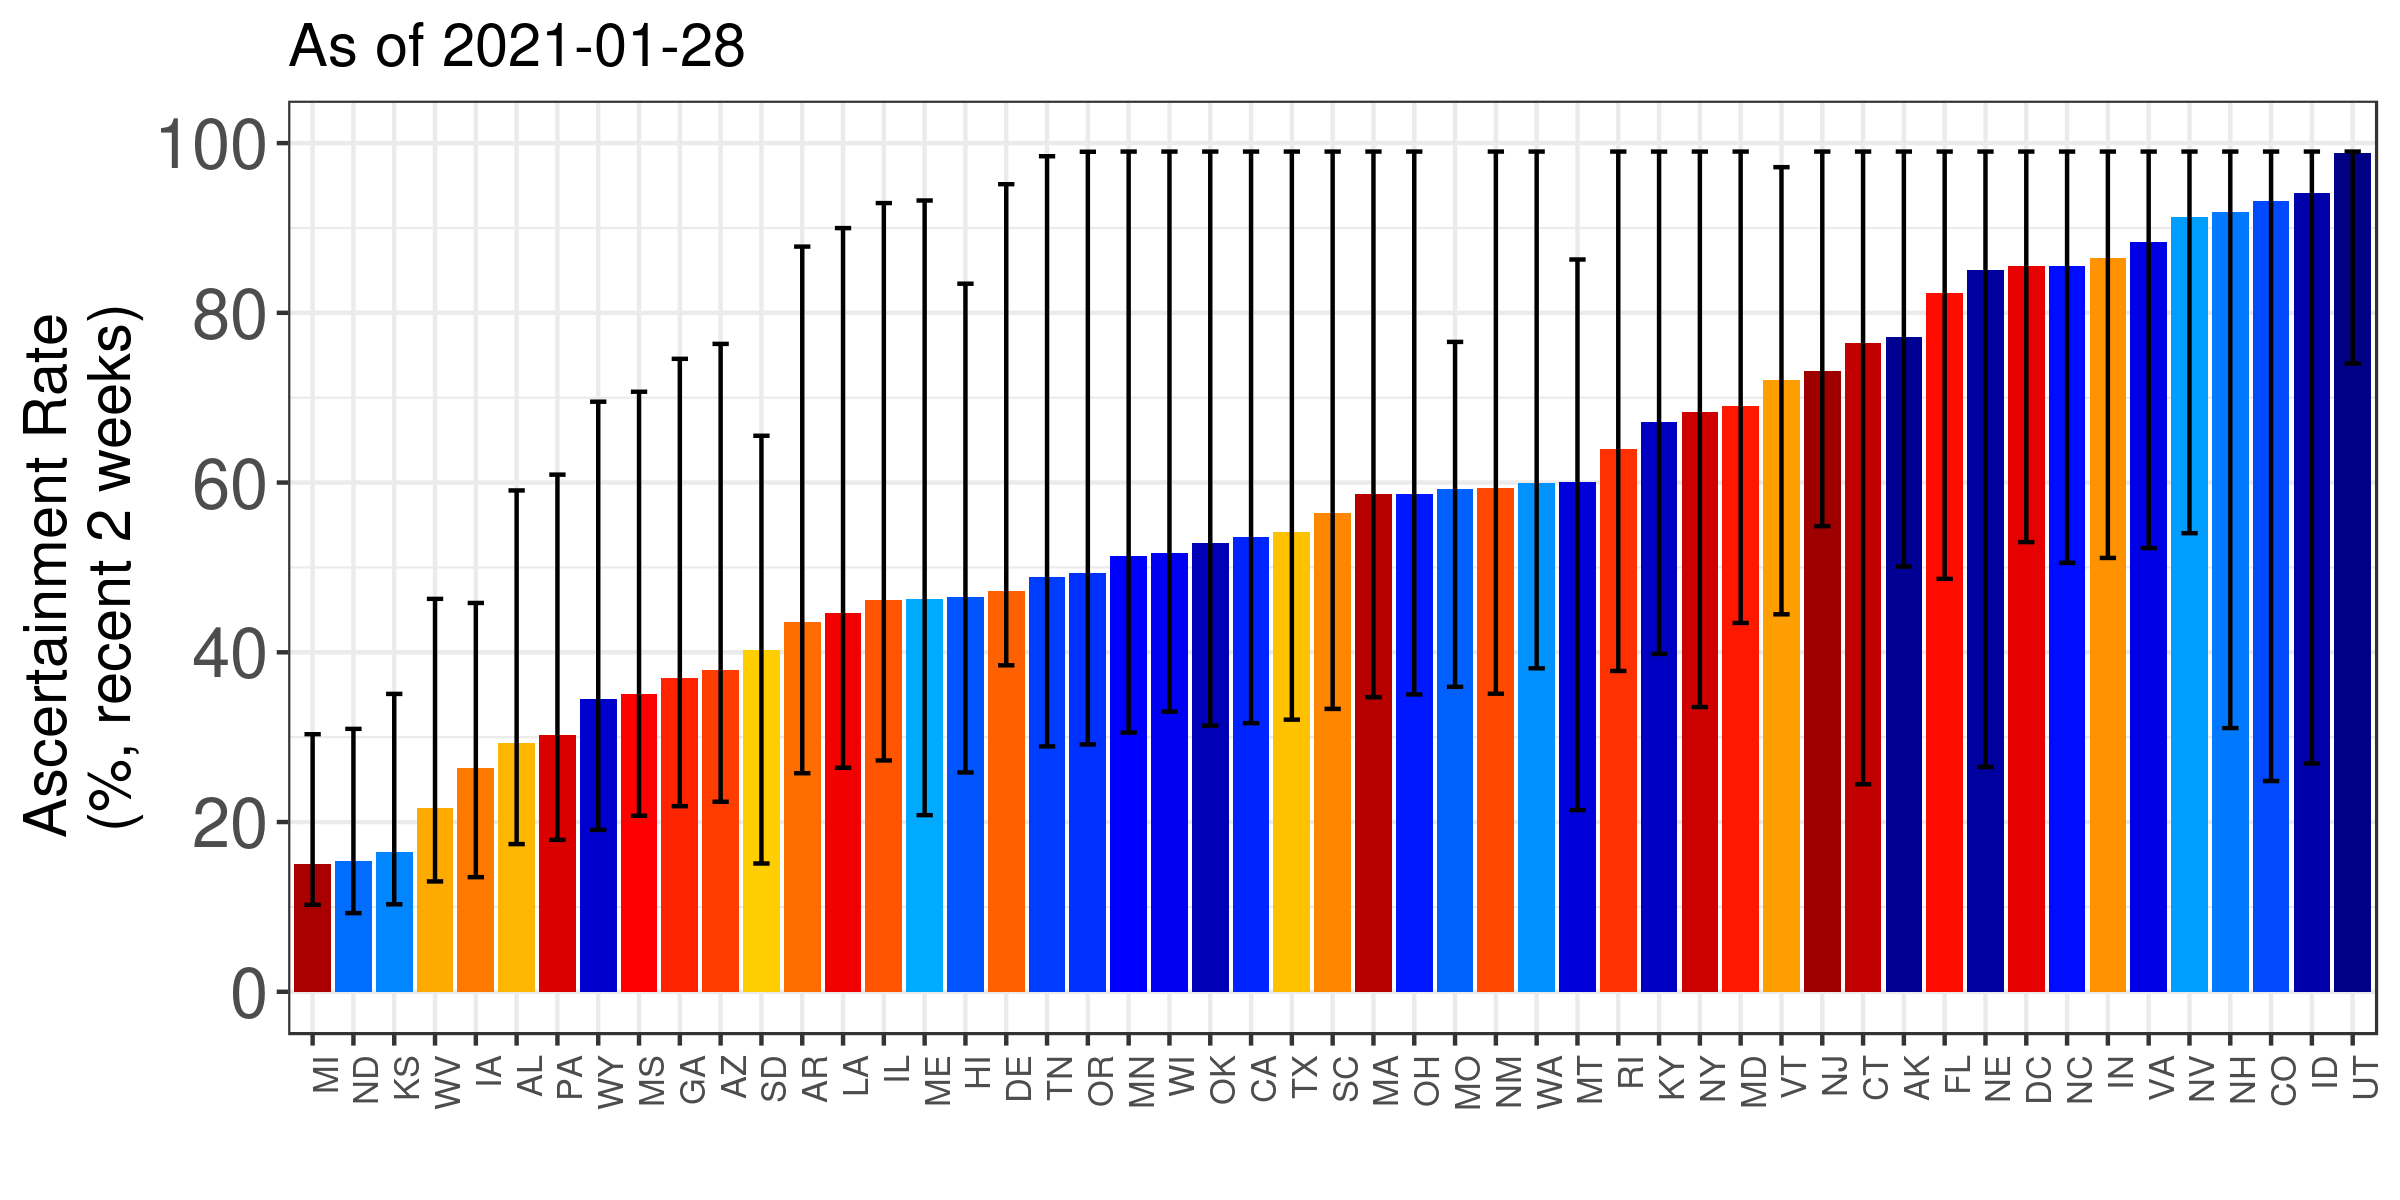 As of 2021-01-28
Ascertainment Rate
(%, recent 2 weeks)
100
80
60
40
20
0
MI ND KS WV IA AL PA WY MS GA AZ SD AR LA IL ME HI DE TN OR MN WI OK CA TX SC MA OH MO NM WA MT RI KY NY MD VT NJ CT AK FL NE DC NC IN VA NV NH CO ID UT